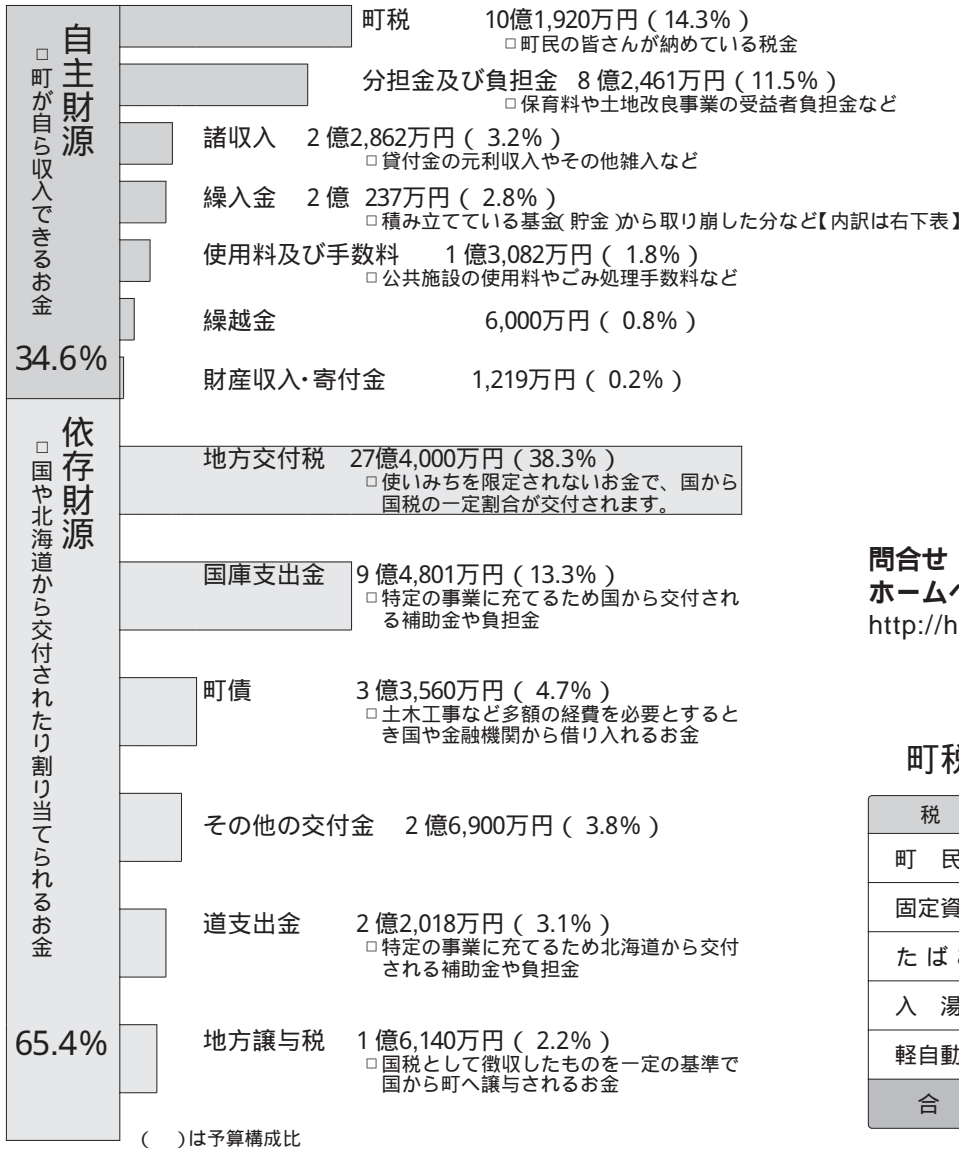 自主財源
□町が自ら収入できるお金
34.6%
町税 10億1,920万円（14.3%）
□町民の皆さんが納めている税金
分担金及び負担金 8億2,461万円（11.5%）
□保育料や土地改良事業の受益者負担金など
諸収入 2億2,862万円（ 3.2%）
□貸付金の元利収入やその他雑入など
繰入金 2億 237万円（ 2.8%）
□積み立てている基金（貯金）から取り崩した分など【内訳は右下表】
使用料及び手数料 1億3,082万円（ 1.8%）
□公共施設の使用料やごみ処理手数料など
繰越金 6,000万円（ 0.8%）
財産収入・寄付金 1,219万円（ 0.2%）
依存財源
□国や北海道から交付されたり割り当てられるお金
65.4%
地方交付税 27億4,000万円（38.3%）
□使いみちを限定されないお金で、国から
国税の一定割合が交付されます。
国庫支出金 9億4,801万円（13.3%）
□特定の事業に充てるため国から交付され
る補助金や負担金
町債 3億3,560万円（ 4.7%）
□土木工事など多額の経費を必要とすると
き国や金融機関から借り入れるお金
その他の交付金 2億6,900万円（ 3.8%）
道支出金 2億2,018万円（ 3.1%）
□特定の事業に充てるため北海道から交付
される補助金や負担金
地方譲与税 1億6,140万円（ 2.2%）
□国税として徴収したものを一定の基準で
国から町へ譲与されるお金
（ ）は予算構成比
問合せ
ホーム
http://h
町税
税
町 民
固定資
たば
入 湯
軽自動
合